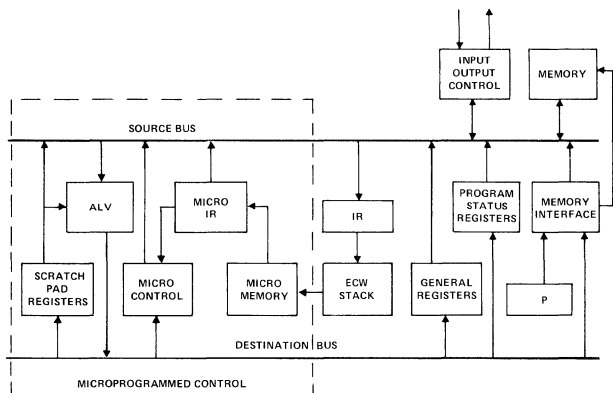 INPUT
OUTPUT
CONTROL
MEMORY
SOURCE BUS
ALV
MICRO
IR
IR
PROGRAM
STATUS
REGISTERS
MEMORY
INTERFACE
SCRATCH
PAD
REGISTERS
MICRO
CONTROL
MICRO
MEMORY
ECW
STACK
GENERAL
REGISTERS
P
DESTINATION BUS
MICROPROGRAMMED CONTROL